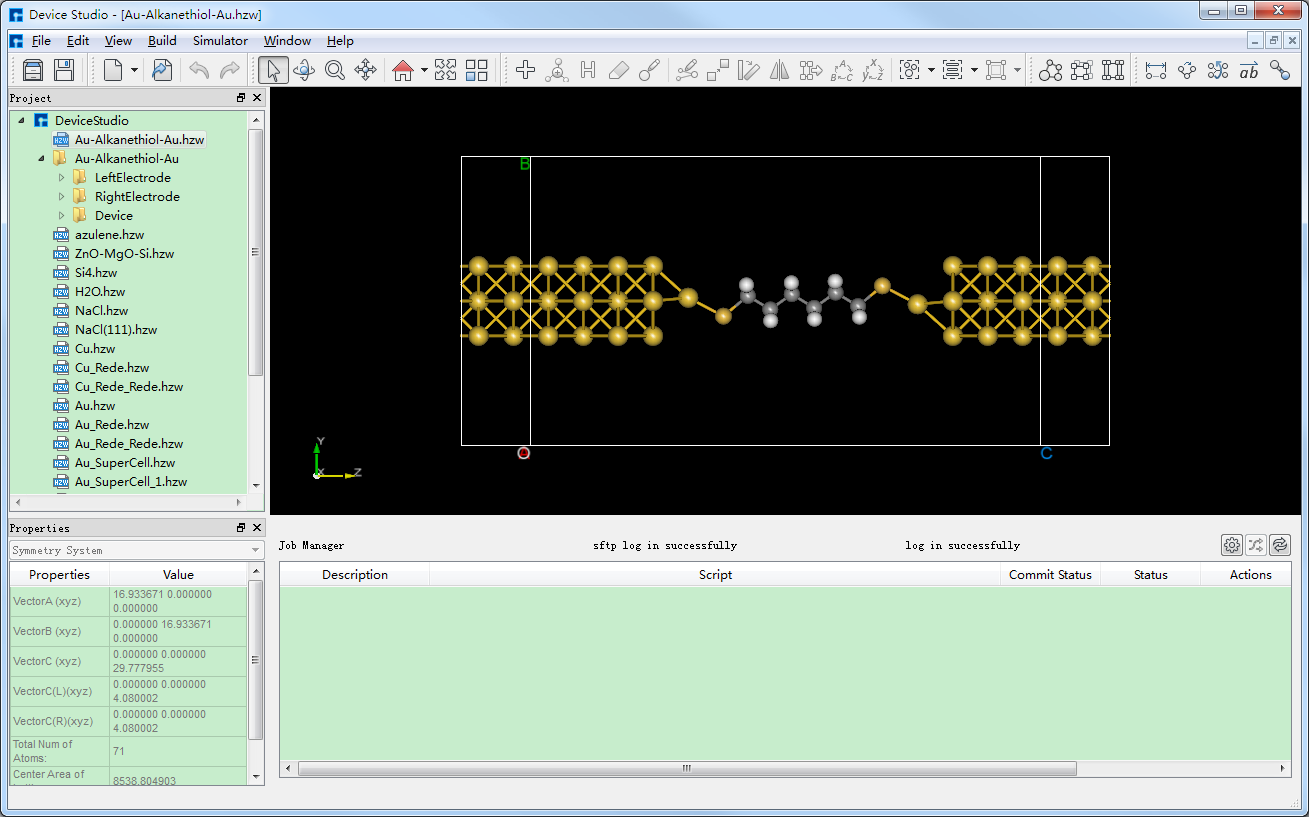 Device Studio - [Au-Alkanethiol-Au.hzw]
File Edit View Build Simulator Window Help
Project
DeviceStudio
Au-Alkanethiol-Au.hzw
Au-Alkanethiol-Au
LeftElectrode
RightElectrode
Device
azulene.hzw
ZnO-MgO-Si.hzw
Si4.hzw
H2O.hzw
NaCl.hzw
NaCl(111).hzw
Cu.hzw
Cu_Rede.hzw
Cu_Rede_Rede.hzw
Au.hzw
Au_Rede.hzw
Au_Rede_Rede.hzw
Au_SuperCell.hzw
Au_SuperCell_1.hzw
B
O
C
Y
X
Z
Properties
Symmetry System
Properties Value
VectorA (xyz) 16.933671 0.000000
0.000000
VectorB (xyz) 0.000000 16.933671
0.000000
VectorC (xyz) 0.000000 0.000000
29.777955
VectorC(L)(xyz) 0.000000 0.000000
4.080002
VectorC(R)(xyz) 0.000000 0.000000
4.080002
Total Num of
Atoms: 71
Center Area of
8538.804903
Job Manager sftp log in successfully log in successfully
Description Script Commit Status Status Actions